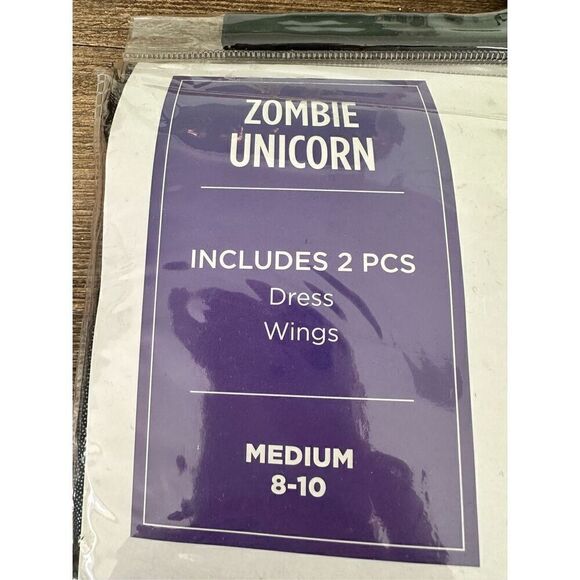 ZOMBIE
UNICORN
INCLUDES 2 PCS
Dress
Wings
MEDIUM
8-10